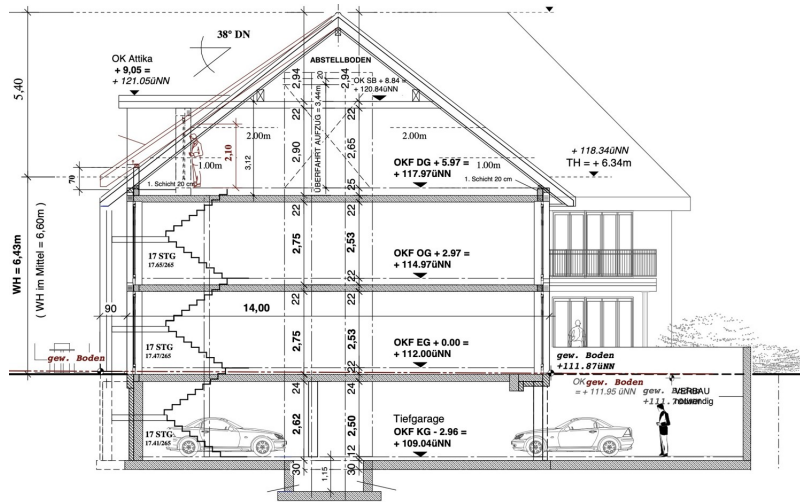 38° DN
OK Attika
+ 9,05 =
+ 121.05üNN
5,40
ABSTELLBODEN
2,94
20
2,94
OK SB + 8.84 =
+ 120.84üNN
22
22
ÜBERFAHRT AUFZUG = 3,44m
2.00m
2.00m
2,10
3,12
2,90
2,65
+ 118.34üNN
TH = + 6.34m
1.00m
1.00m
OKF DG + 5.97 =
+ 117.97üNN
70
1. Schicht 20 cm
25
1. Schicht 20 cm
22
22
WH = 6,43m
( WH im Mittel = 6,60m )
17 STG
17.65/265
2,75
2,53
OKF OG + 2.97 =
+ 114.97üNN
22
22
22
90
14,00
17 STG
17.47/265
2,75
2,53
OKF EG + 0.00 =
+ 112.00üNN
gew. Boden
22
gew. Boden
+111.87üNN
24
24
OK
gew. Boden
= + 111.95 üNN
VERBAU
notwendig
17 STG
17.41/265
2,62
2,50
Tiefgarage
OKF KG - 2.96 =
+ 109.04üNN
30
1,15
30
12